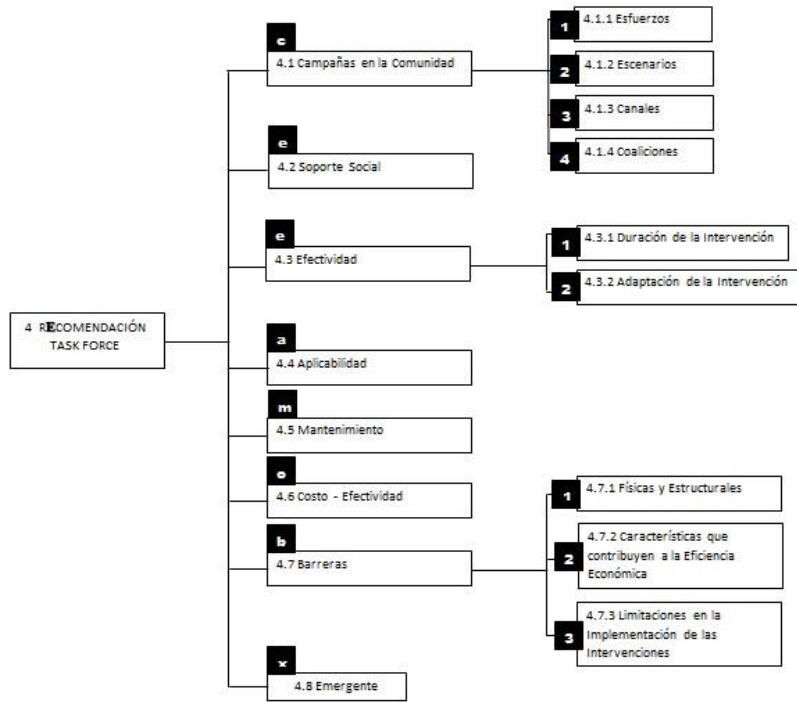 4 RECOMENDACIÓN
TASK FORCE
c
4.1 Campañas en la Comunidad
1
4.1.1 Esfuerzos
2
4.1.2 Escenarios
3
4.1.3 Canales
4
4.1.4 Coaliciones
e
4.2 Soporte Social
e
4.3 Efectividad
1
4.3.1 Duración de la Intervención
2
4.3.2 Adaptación de la Intervención
a
4.4 Aplicabilidad
m
4.5 Mantenimiento
o
4.6 Costo - Efectividad
b
4.7 Barreras
1
4.7.1 Físicas y Estructurales
2
4.7.2 Características que
contribuyen a la Eficiencia
Económica
3
4.7.3 Limitaciones en la
Implementación de las
Intervenciones
x
4.8 Emergente